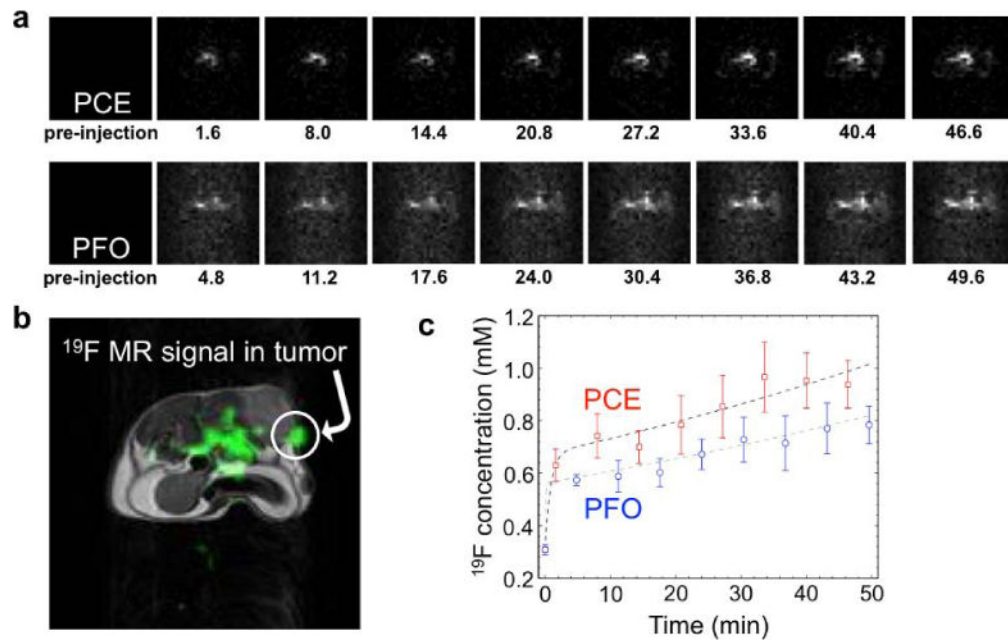 a
PCE
pre-injection 1.6 8.0 14.4 20.8 27.2 33.6 40.4 46.6
PFO
pre-injection 4.8 11.2 17.6 24.0 30.4 36.8 43.2 49.6
b
¹⁹F MR signal in tumor
c
¹⁹F concentration (mM)
1.2
1.0
0.8
0.6
0.4
0.2
PCE
PFO
0 10 20 30 40 50
Time (min)